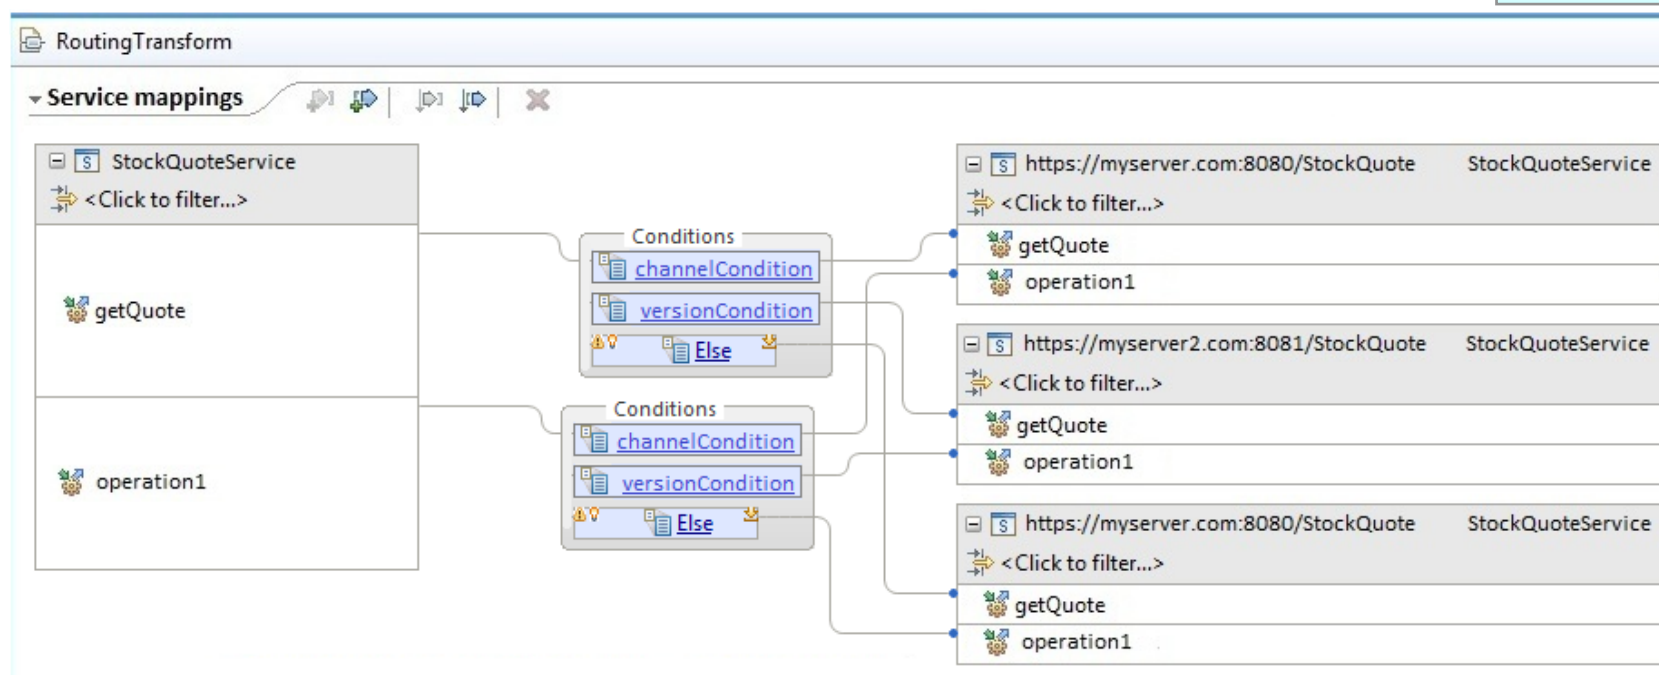 RoutingTransform
Service mappings
StockQuoteService
<Click to filter...>
getQuote
operation1
Conditions
channelCondition
versionCondition
Else
Conditions
channelCondition
versionCondition
Else
https://myserver.com:8080/StockQuote StockQuoteService
<Click to filter...>
getQuote
operation1
https://myserver2.com:8081/StockQuote StockQuoteService
<Click to filter...>
getQuote
operation1
https://myserver.com:8080/StockQuote StockQuoteService
<Click to filter...>
getQuote
operation1